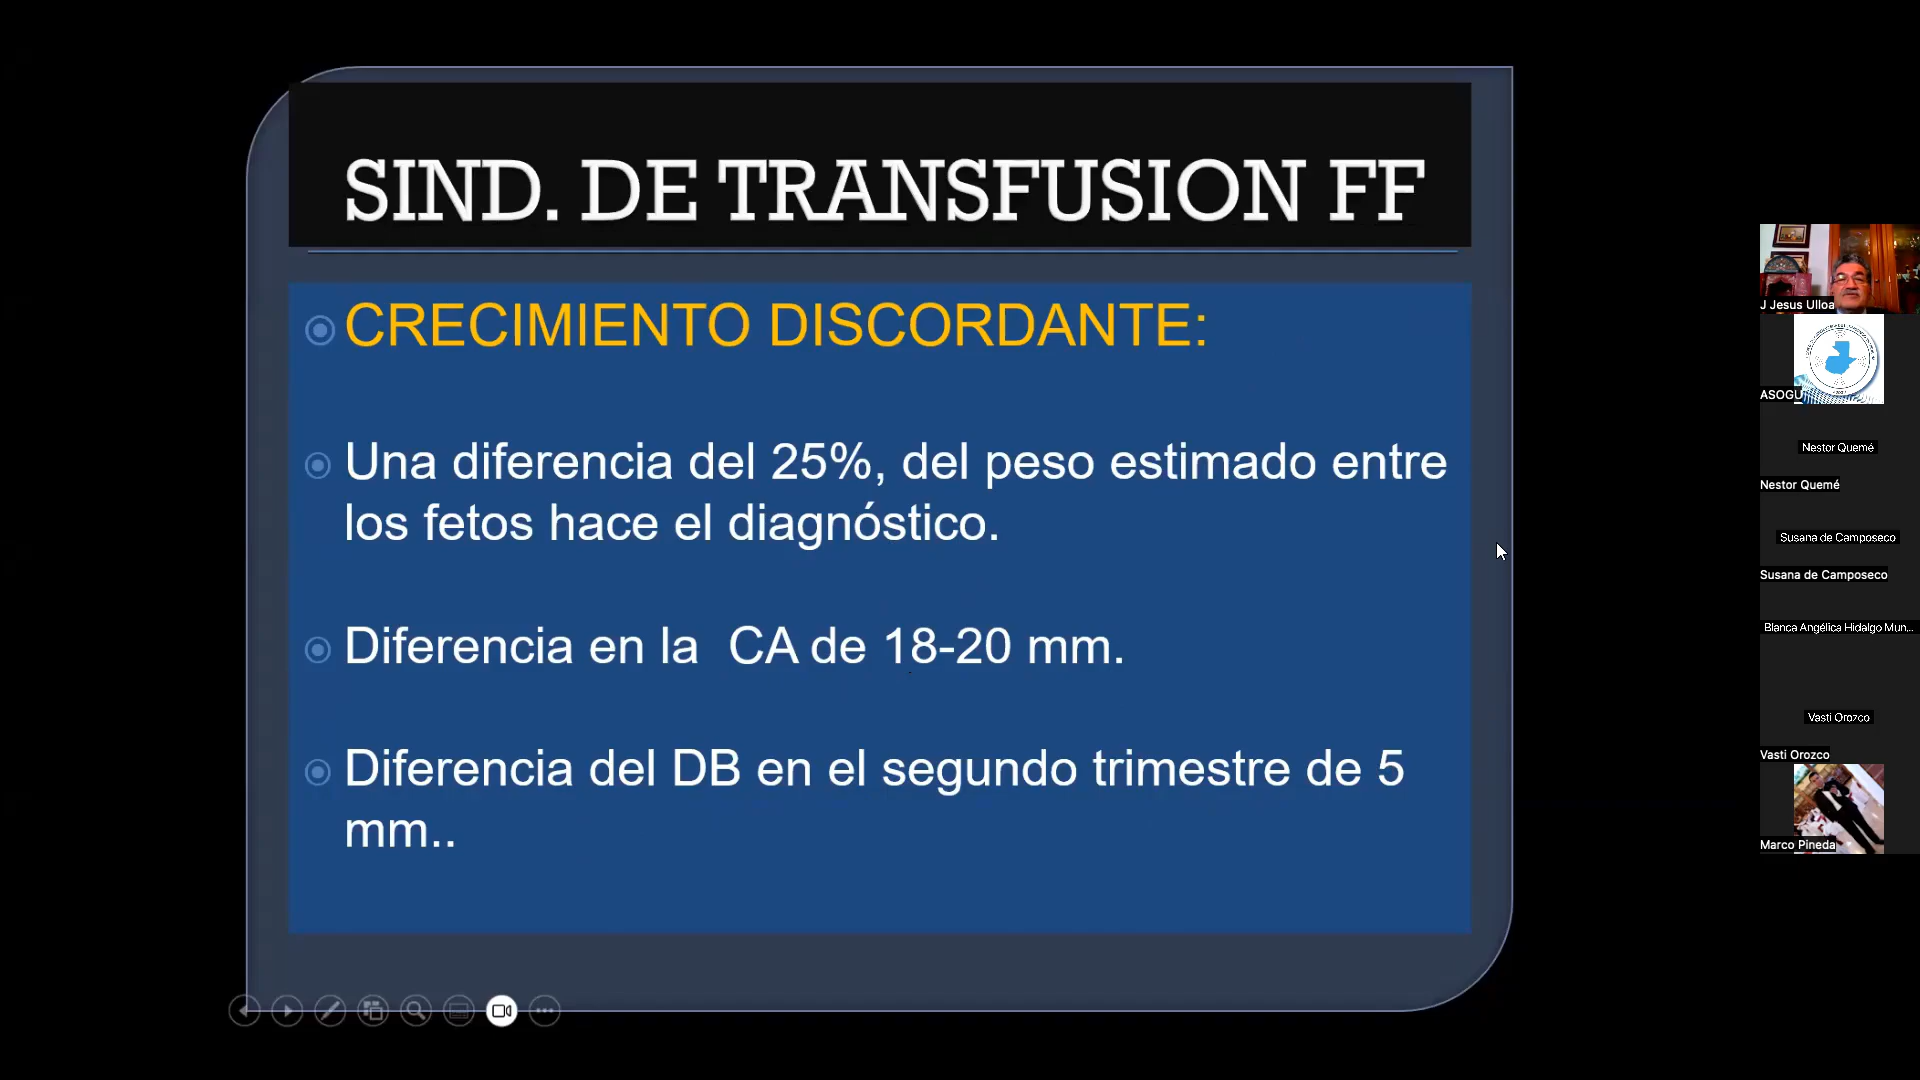 SIND. DE TRANSFUSION FF
CRECIMIENTO DISCORDANTE:
Una diferencia del 25%, del peso estimado entre
los fetos hace el diagnóstico.
Diferencia en la CA de 18-20 mm.
Diferencia del DB en el segundo trimestre de 5
mm..
J Jesus Ulloa
ASOGU
Nestor Quemé
Nestor Quemé
Susana de Camposeco
Susana de Camposeco
Blanca Angélica Hidalgo Mun...
Vasti Orozco
Vasti Orozco
Marco Pineda